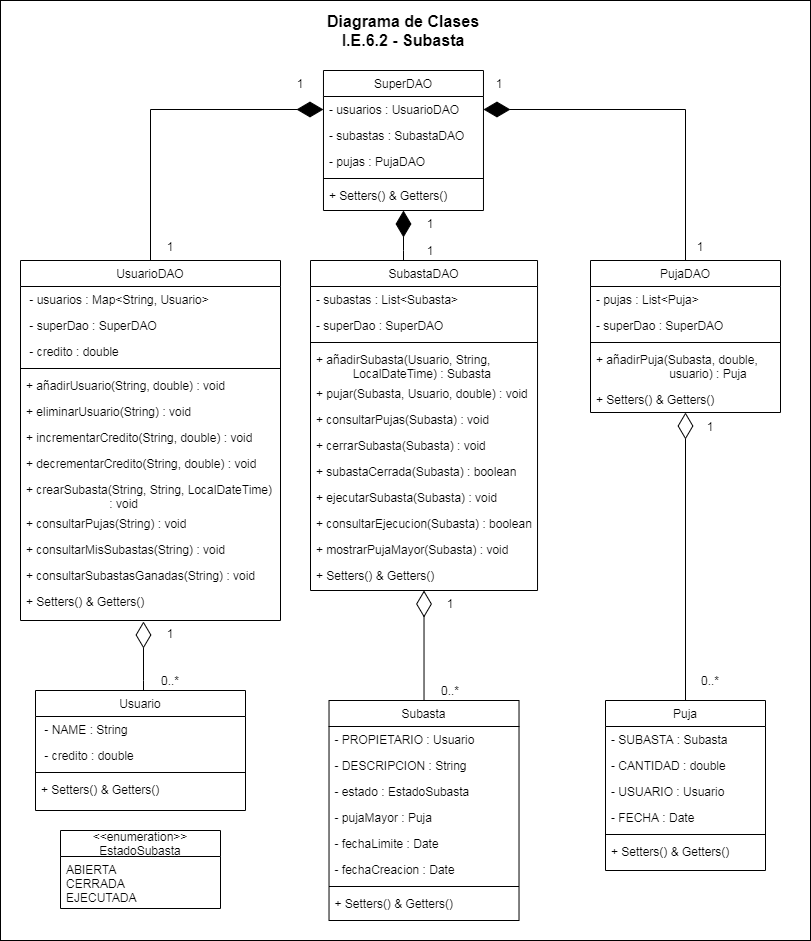 Diagrama de Clases
I.E.6.2 - Subasta
1
1
SuperDAO
- usuarios : UsuarioDAO
- subastas : SubastaDAO
- pujas : PujaDAO
+ Setters() & Getters()
1
1
1
1
UsuarioDAO
- usuarios : Map<String, Usuario>
- superDao : SuperDAO
- credito : double
+ añadirUsuario(String, double) : void
+ eliminarUsuario(String) : void
+ incrementarCredito(String, double) : void
+ decrementarCredito(String, double) : void
+ crearSubasta(String, String, LocalDateTime)
: void
+ consultarPujas(String) : void
+ consultarMisSubastas(String) : void
+ consultarSubastasGanadas(String) : void
+ Setters() & Getters()
1
0..*
SubastaDAO
- subastas : List<Subasta>
- superDao : SuperDAO
+ añadirSubasta(Usuario, String,
LocalDateTime) : Subasta
+ pujar(Subasta, Usuario, double) : void
+ consultarPujas(Subasta) : void
+ cerrarSubasta(Subasta) : void
+ subastaCerrada(Subasta) : boolean
+ ejecutarSubasta(Subasta) : void
+ consultarEjecucion(Subasta) : boolean
+ mostrarPujaMayor(Subasta) : void
+ Setters() & Getters()
1
0..*
PujaDAO
- pujas : List<Puja>
- superDao : SuperDAO
+ añadirPuja(Subasta, double,
usuario) : Puja
+ Setters() & Getters()
1
0..*
Usuario
- NAME : String
- credito : double
+ Setters() & Getters()
<<enumeration>>
EstadoSubasta
ABIERTA
CERRADA
EJECUTADA
Subasta
- PROPIETARIO : Usuario
- DESCRIPCION : String
- estado : EstadoSubasta
- pujaMayor : Puja
- fechaLimite : Date
- fechaCreacion : Date
+ Setters() & Getters()
Puja
- SUBASTA : Subasta
- CANTIDAD : double
- USUARIO : Usuario
- FECHA : Date
+ Setters() & Getters()